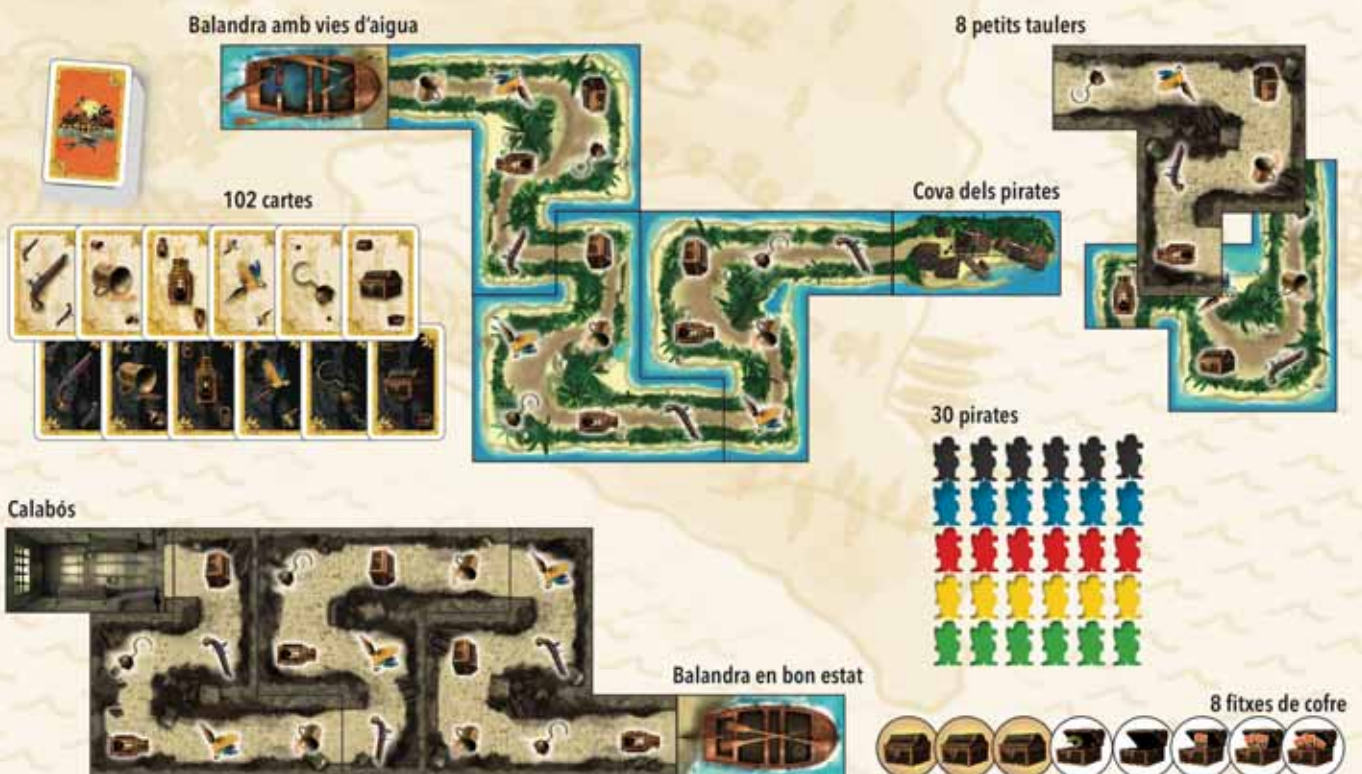 Balandra amb vies d'aigua
8 petits taulers
102 cartes
Cova dels pirates
30 pirates
Calabós
Balandra en bon estat
8 fitxes de cofre